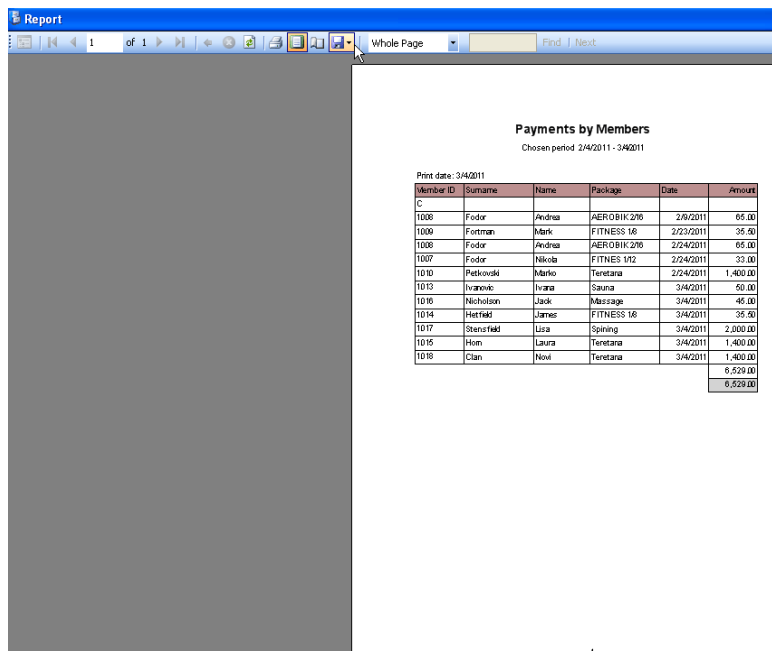 Report
1 of 1 Whole Page Find | Next
Payments by Members
Chosen period 2/4/2011 - 3/4/2011
Print date: 3/4/2011
Member ID Surname Name Package Date Amount
C
1008 Fodor Andrea AEROBIK 2/16 2/9/2011 65.00
1009 Fortman Mark FITNESS 1/8 2/23/2011 35.50
1008 Fodor Andrea AEROBIK 2/16 2/24/2011 65.00
1007 Fodor Nikola FITNES 1/12 2/24/2011 33.00
1010 Petkovski Marko Teretana 2/24/2011 1,400.00
1013 Ivanovic Ivana Sauna 3/4/2011 50.00
1016 Nicholson Jack Massage 3/4/2011 45.00
1014 Hetfield James FITNESS 1/8 3/4/2011 35.50
1017 Stensfield Lisa Spining 3/4/2011 2,000.00
1015 Horn Laura Teretana 3/4/2011 1,400.00
1018 Clan Novi Teretana 3/4/2011 1,400.00
6,529.00
6,529.00